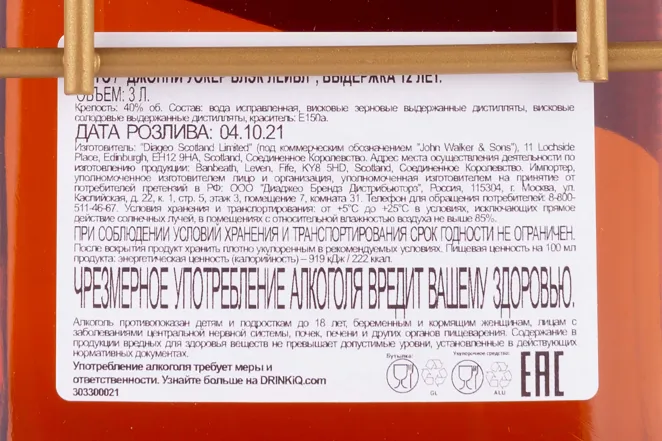 ДЖОННИ УОКЕР БЛЭК ЛЕЙБЛ", ВЫДЕРЖКА 12 ЛЕТ.
ОБЪЕМ: 3 Л.
Крепость: 40% об. Состав: вода исправленная, висковые зерновые выдержанные дистилляты, висковые
солодовые выдержанные дистилляты, краситель: Е150а.
ДАТА РОЗЛИВА: 04.10.21
Изготовитель: "Diageo Scotland Limited" (под коммерческим обозначением "John Walker & Sons"), 11 Lochside
Place, Edinburgh, EH12 9HA, Scotland, Соединенное Королевство. Адрес места осуществления деятельности по
изготовлению продукции: Banbeath, Leven, Fife, KY8 5HD, Scotland, Соединенное Королевство. Импортер,
уполномоченное изготовителем лицо и организация, уполномоченная изготовителем на принятие от
потребителей претензий в РФ: ООО "Диаджео Брендз Дистрибьюторз", Россия, 115304, г. Москва, ул.
Каспийская, д. 22, к. 1, стр. 5, этаж 3, помещение 7, комната 31. Телефон для обращения потребителей: 8-800-
511-46-67. Условия хранения и транспортирования: от +5°С до +25°С в условиях, исключающих прямое
действие солнечных лучей, в помещениях с относительной влажностью воздуха не выше 85%.
ПРИ СОБЛЮДЕНИИ УСЛОВИЙ ХРАНЕНИЯ И ТРАНСПОРТИРОВАНИЯ СРОК ГОДНОСТИ НЕ ОГРАНИЧЕН.
После вскрытия продукт хранить плотно укупоренным в рекомендуемых условиях. Пищевая ценность на 100 мл
продукта: энергетическая ценность (калорийность) – 919 кДж / 222 ккал.
ЧРЕЗМЕРНОЕ УПОТРЕБЛЕНИЕ АЛКОГОЛЯ ВРЕДИТ ВАШЕМУ ЗДОРОВЬЮ.
Алкоголь противопоказан детям и подросткам до 18 лет, беременным и кормящим женщинам, лицам с
заболеваниями центральной нервной системы, почек, печени и других органов пищеварения. Содержание в
продукции вредных для здоровья веществ не превышает допустимые уровни, установленные в действующих
нормативных документах.
Употребление алкоголя требует меры и
ответственности. Узнайте больше на DRINKiQ.com
303300021
Бутылка:
GL
Укупорочное средство:
ALU
EAC